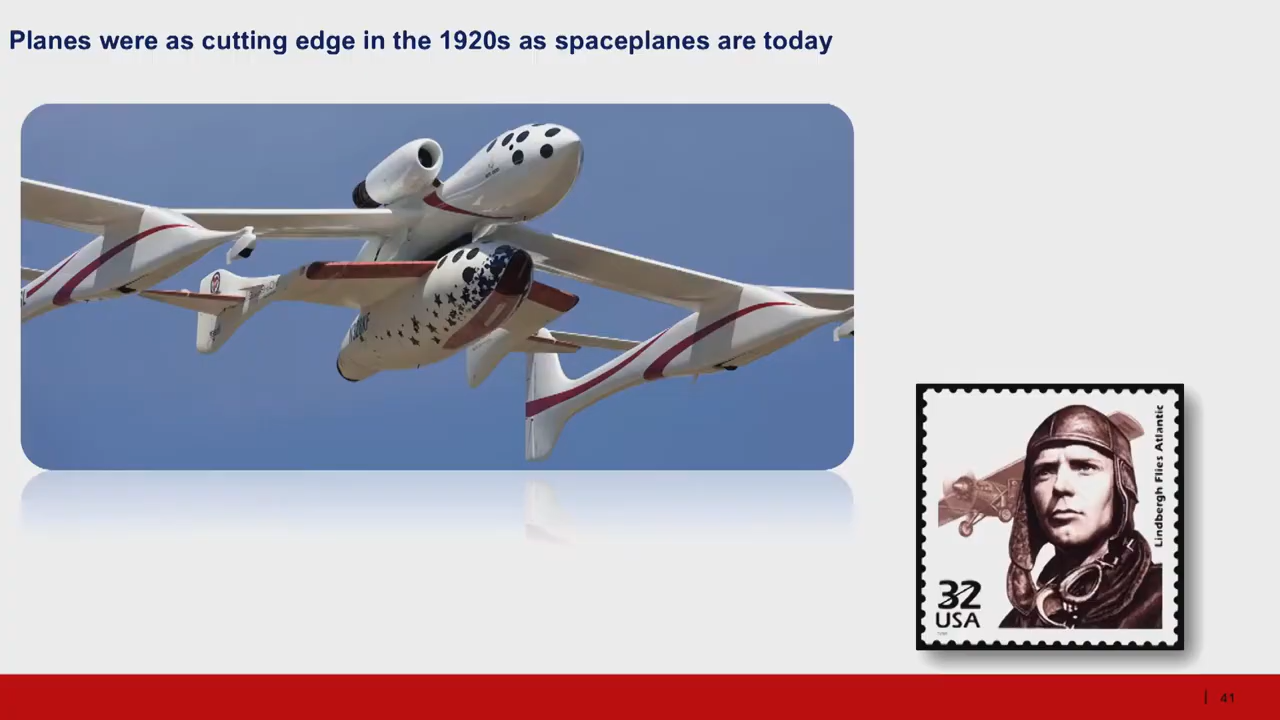 Planes were as cutting edge in the 1920s as spaceplanes are today
Lindbergh Flies Atlantic
32
USA
41